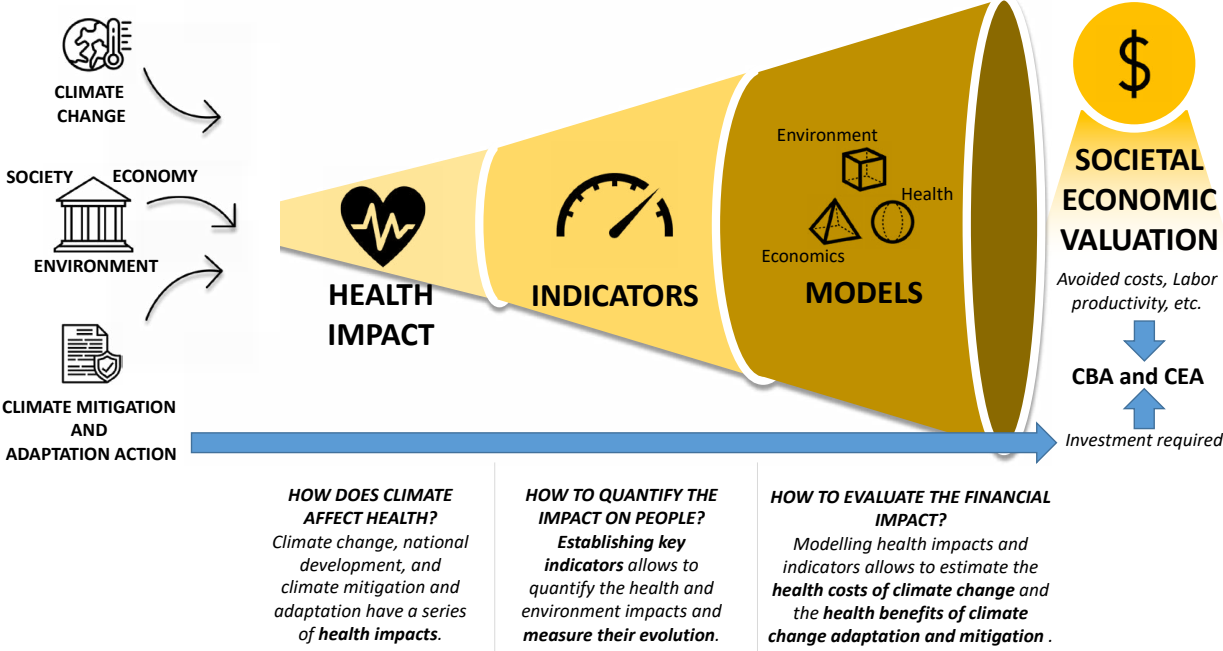 CLIMATE
CHANGE
SOCIETY
ECONOMY
ENVIRONMENT
CLIMATE MITIGATION
AND
ADAPTATION ACTION
HEALTH
IMPACT
INDICATORS
Environment
Health
Economics
MODELS
$
SOCIETAL
ECONOMIC
VALUATION
Avoided costs, Labor
productivity, etc.
CBA and CEA
Investment required
HOW DOES CLIMATE
AFFECT HEALTH?
Climate change, national
development, and
climate mitigation and
adaptation have a series
of health impacts.
HOW TO QUANTIFY THE
IMPACT ON PEOPLE?
Establishing key
indicators allows to
quantify the health and
environment impacts and
measure their evolution.
HOW TO EVALUATE THE FINANCIAL
IMPACT?
Modelling health impacts and
indicators allows to estimate the
health costs of climate change and
the health benefits of climate
change adaptation and mitigation .